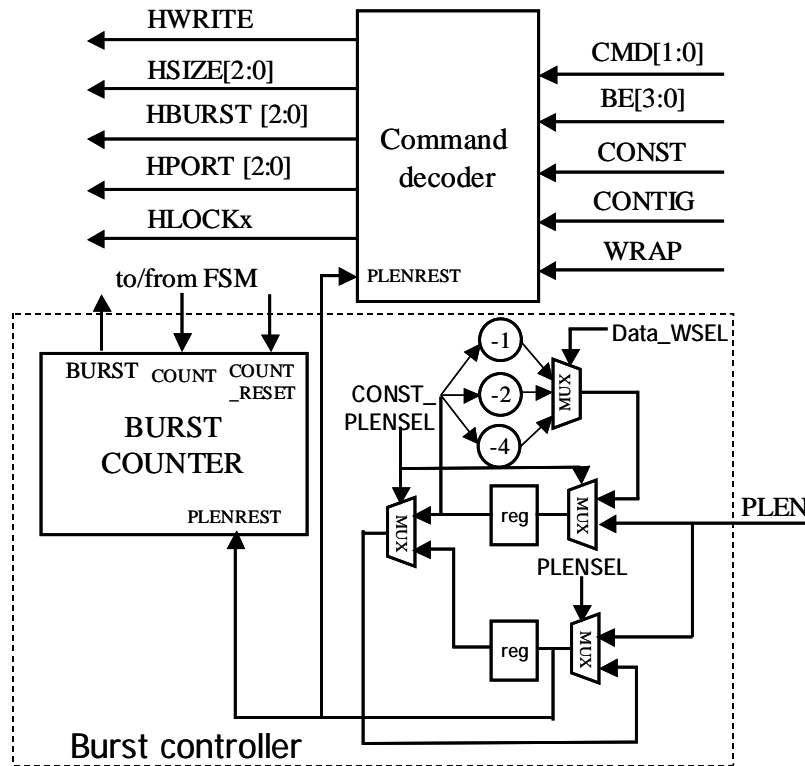 HWRITE
HSIZE[2:0]
HBURST [2:0]
HPORT [2:0]
HLOCKx
Command
decoder
PLENREST
CMD[1:0]
BE[3:0]
CONST
CONTIG
WRAP
to/from FSM
BURST
COUNT
COUNT
_RESET
BURST
COUNTER
PLENREST
CONST_
PLENSEL
-1
-2
-4
MUX
Data_WSEL
MUX
reg
MUX
PLEN
PLENSEL
reg
MUX
Burst controller